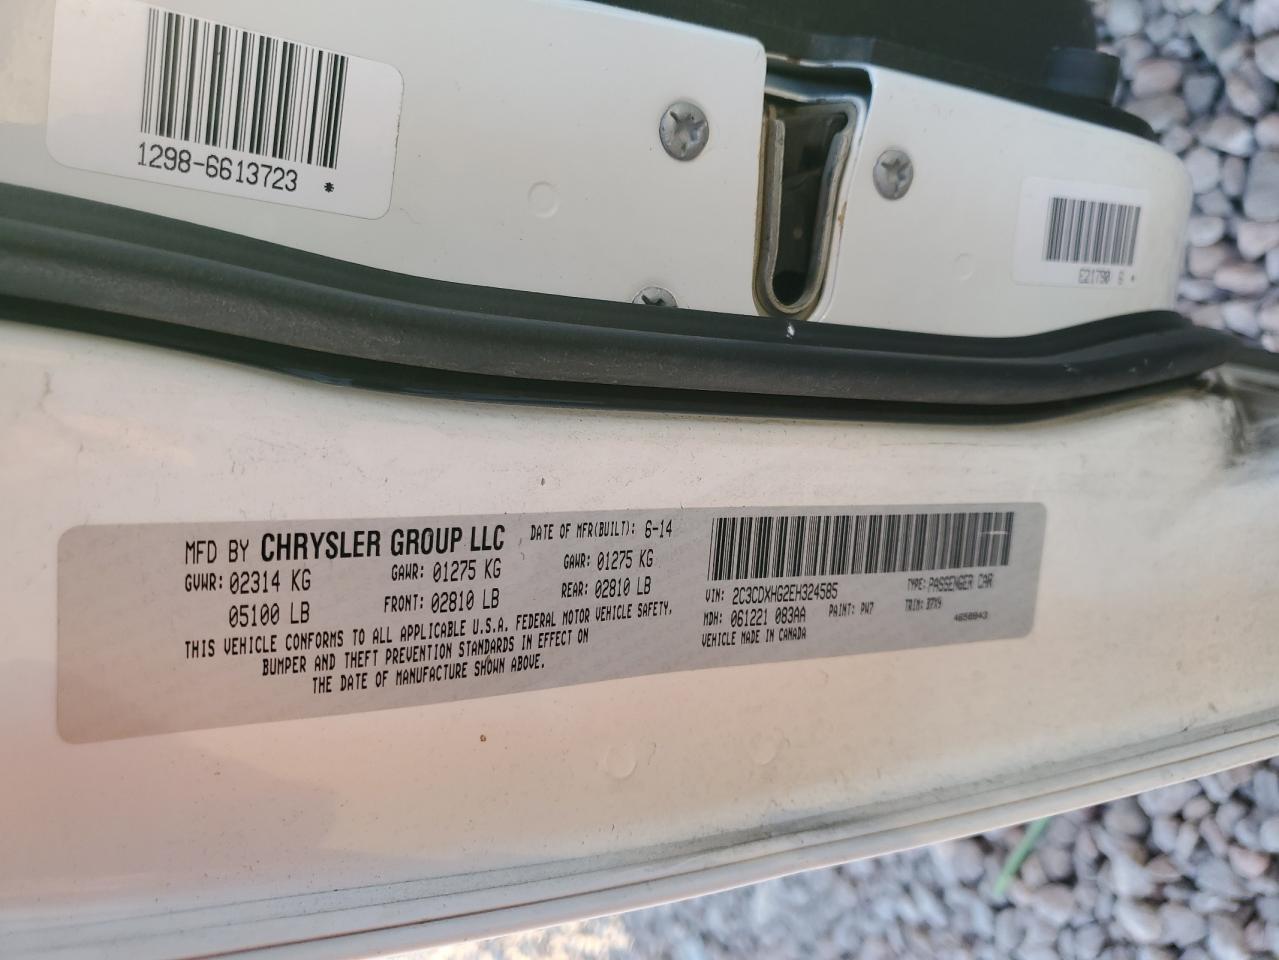 1298-6613723 *
E21790 6 *
MFD BY CHRYSLER GROUP LLC DATE OF MFR(BUILT): 6-14
GVWR: 02314 KG GAWR: 01275 KG GAWR: 01275 KG
05100 LB FRONT: 02810 LB REAR: 02810 LB
THIS VEHICLE CONFORMS TO ALL APPLICABLE U.S.A. FEDERAL MOTOR VEHICLE SAFETY,
BUMPER AND THEFT PREVENTION STANDARDS IN EFFECT ON
THE DATE OF MANUFACTURE SHOWN ABOVE.
VIN: 2C3CDXHG2EH324585 TYPE: PASSENGER CAR
MDH: 061221 083AA PAINT: PW7 TRIM:
VEHICLE MADE IN CANADA